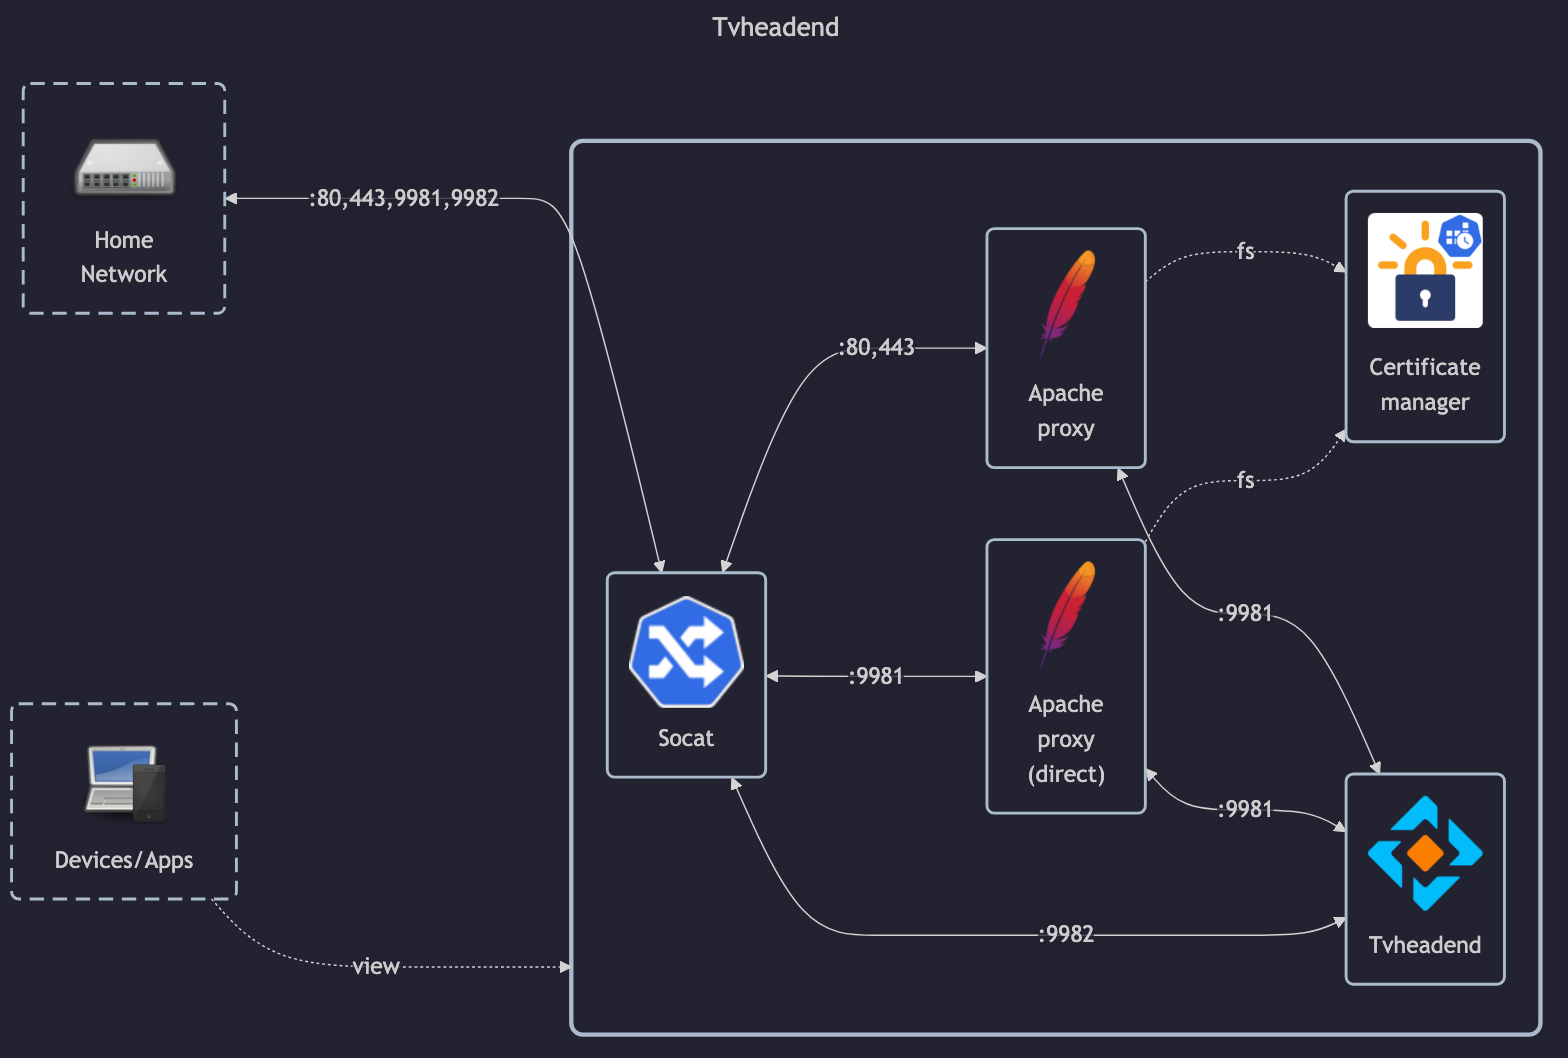 Tvheadend
Home
Network
:80,443,9981,9982
Devices/Apps
view
Socat
:80,443
:9981
:9982
Apache
proxy
Apache
proxy
(direct)
fs
fs
:9981
:9981
Certificate
manager
Tvheadend